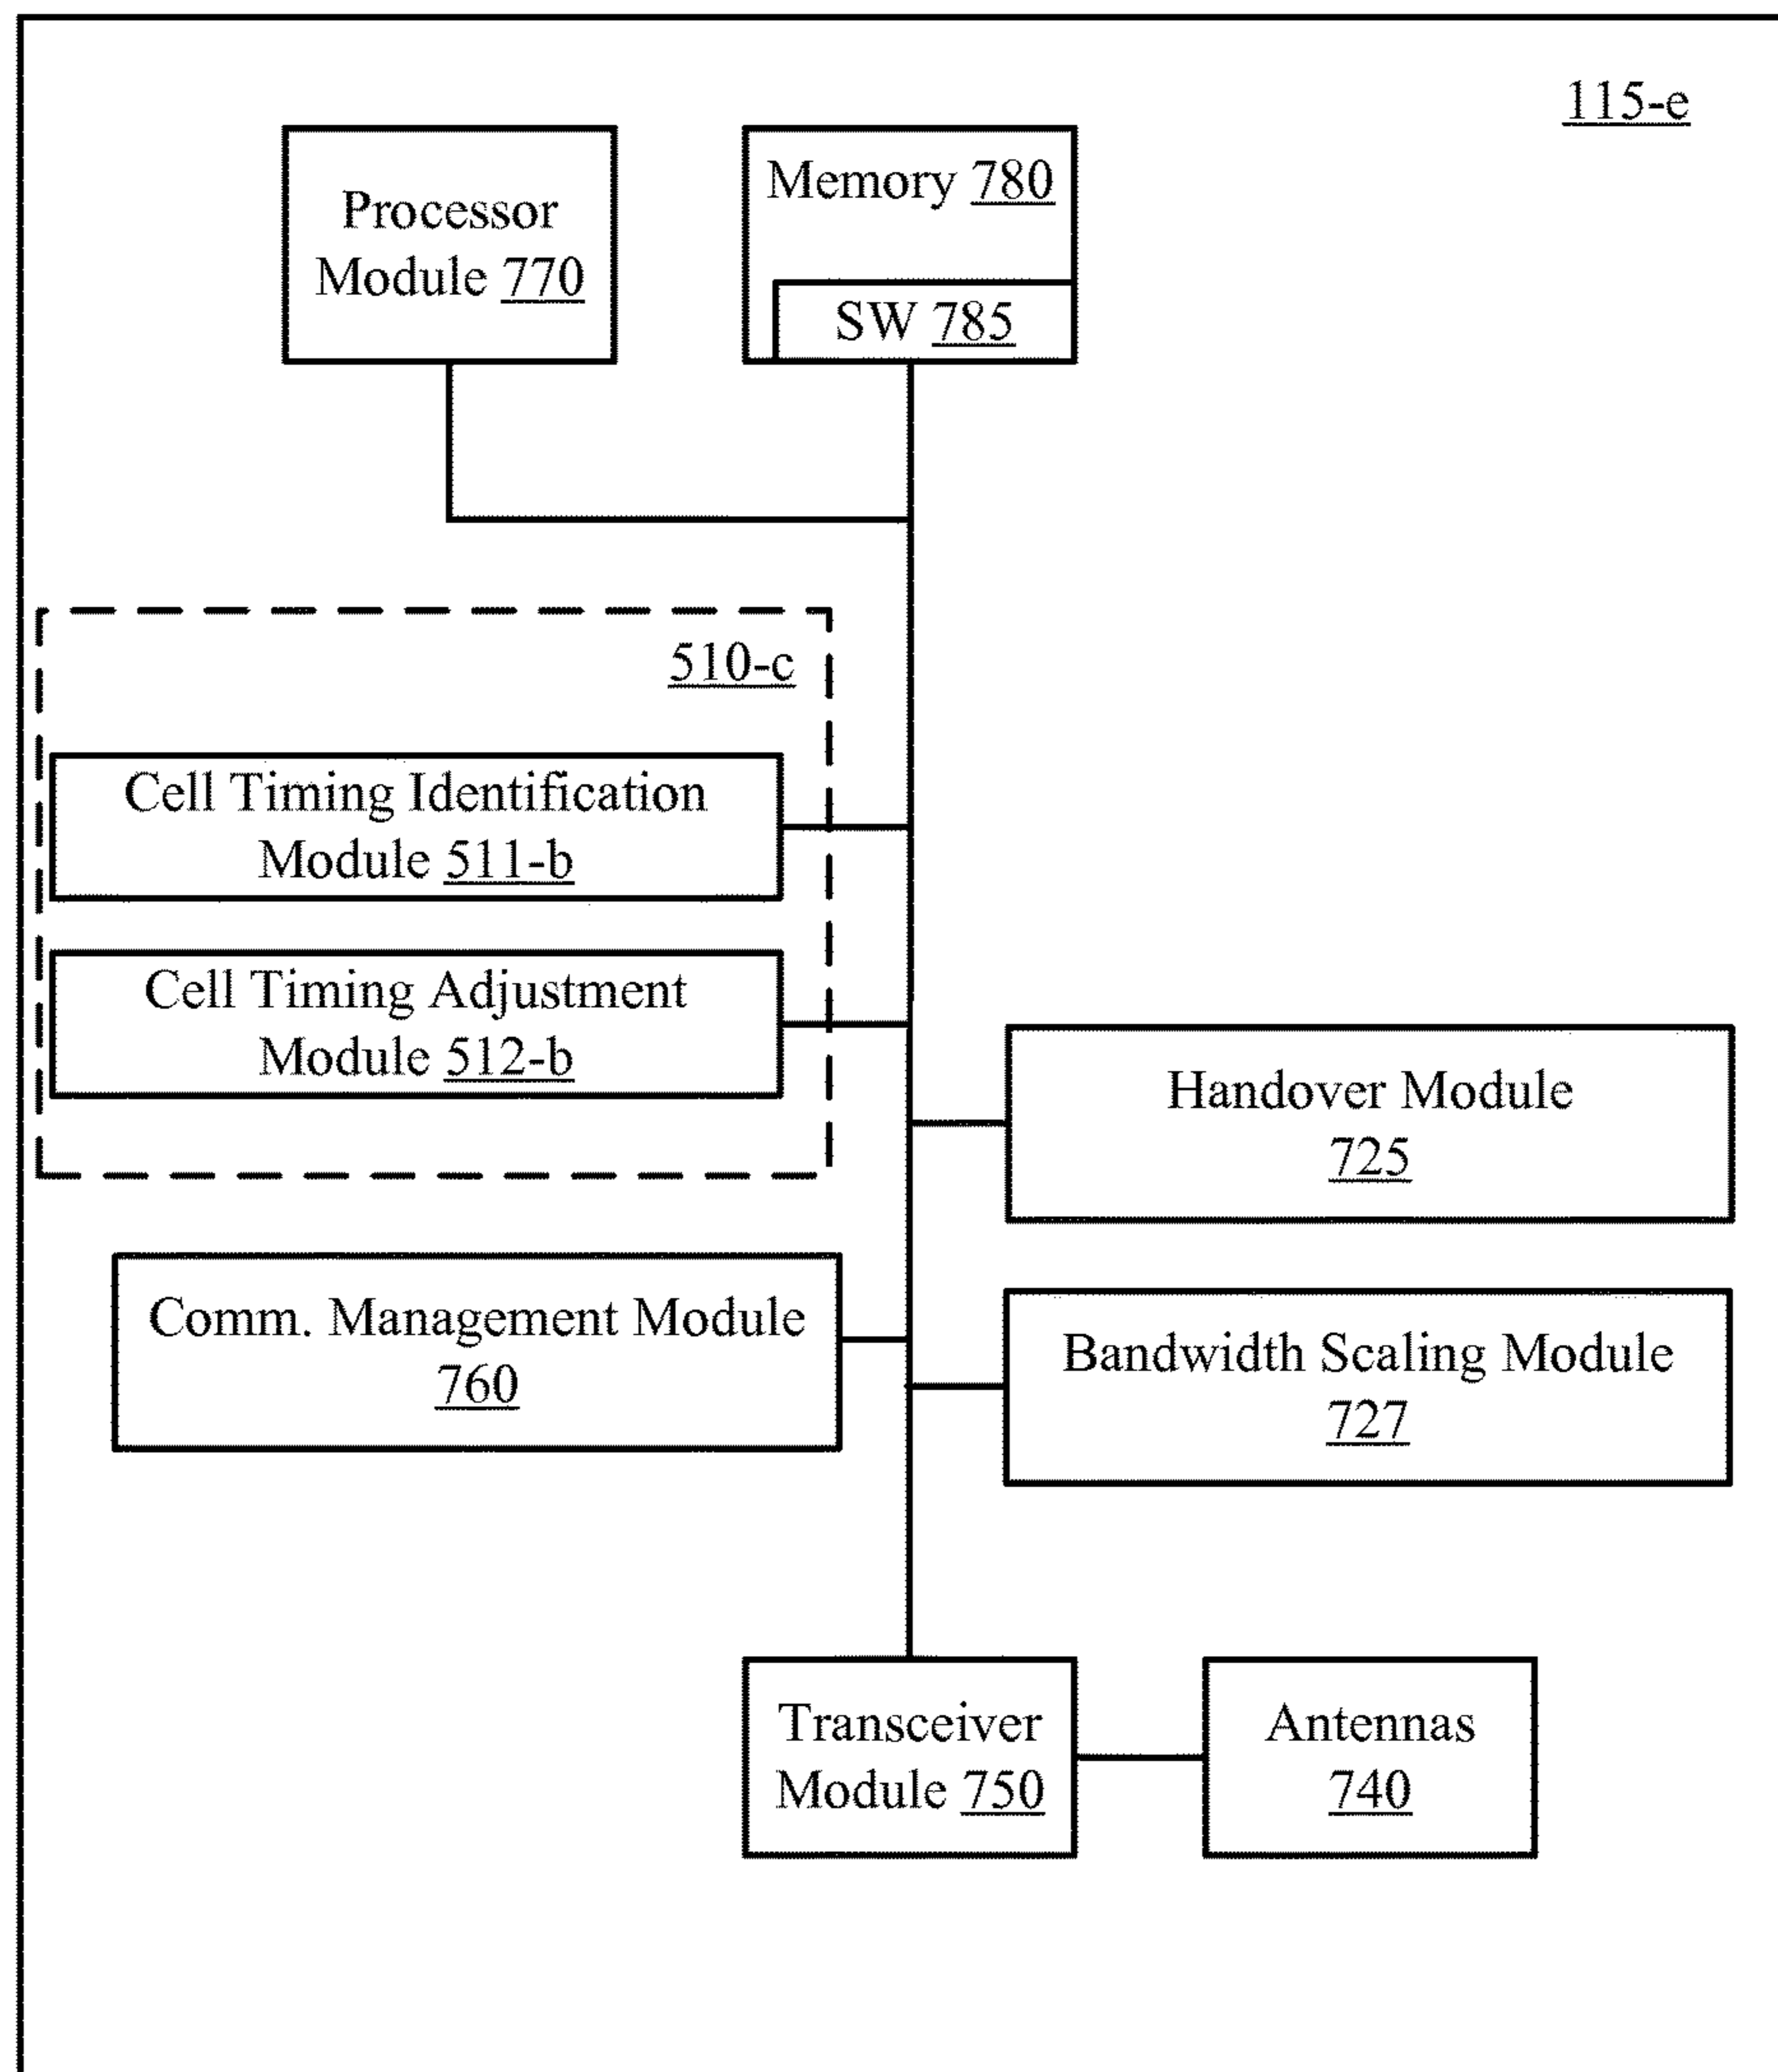 115-e
Processor
Module 770
Memory 780
SW 785
510-c
Cell Timing Identification
Module 511-b
Cell Timing Adjustment
Module 512-b
Handover Module
725
Comm. Management Module
760
Bandwidth Scaling Module
727
Transceiver
Module 750
Antennas
740